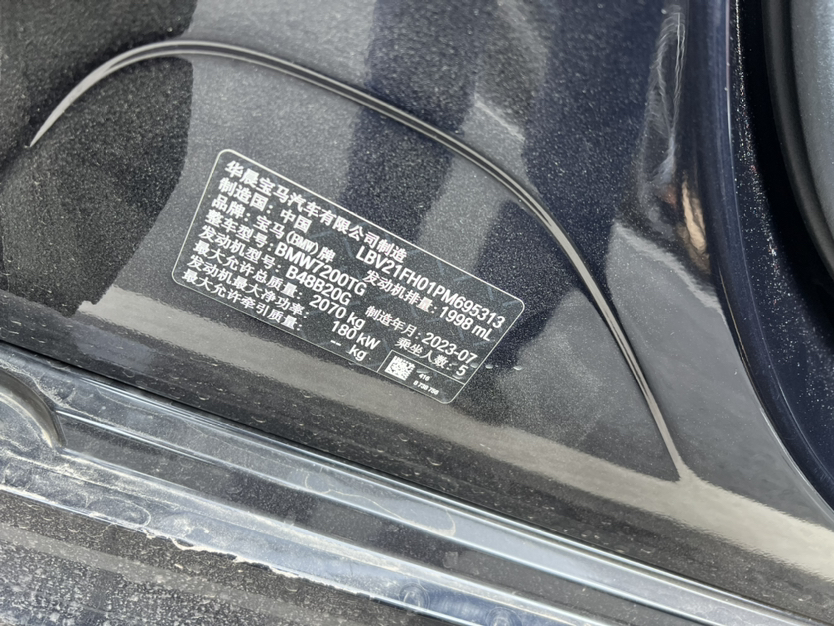 华晨宝马汽车有限公司制造
制造国: 中国 LBV21FH01PM695313
品牌: 宝马(BMW)牌
整车型号: BMW7200TG 发动机排量: 1998 mL
发动机型号: B48B20G
最大允许总质量: 2070 kg 制造年月: 2023-07
发动机最大净功率: 180 kW 乘坐人数: 5
最大允许牵引质量: -- kg